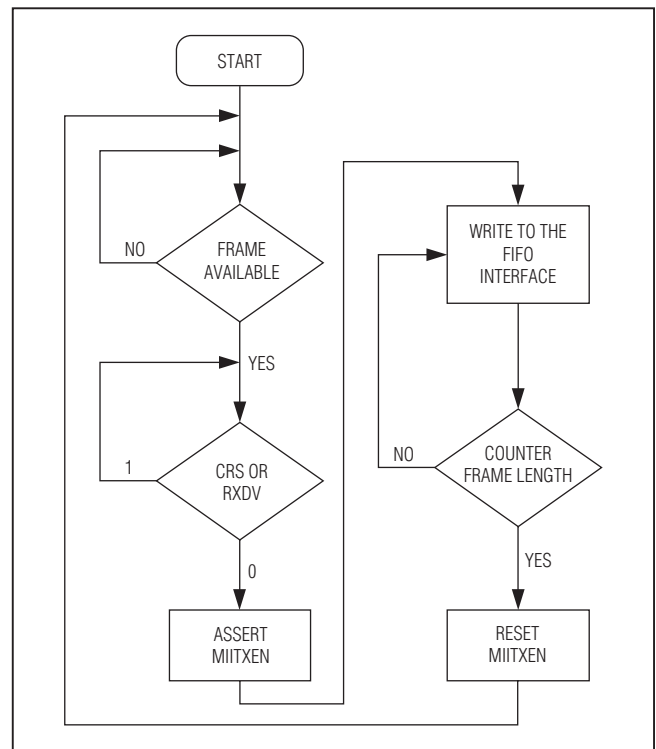 START
NO
FRAME
AVAILABLE
YES
1
CRS OR
RXDV
0
ASSERT
MIITXEN
WRITE TO THE
FIFO
INTERFACE
NO
COUNTER
FRAME LENGTH
YES
RESET
MIITXEN